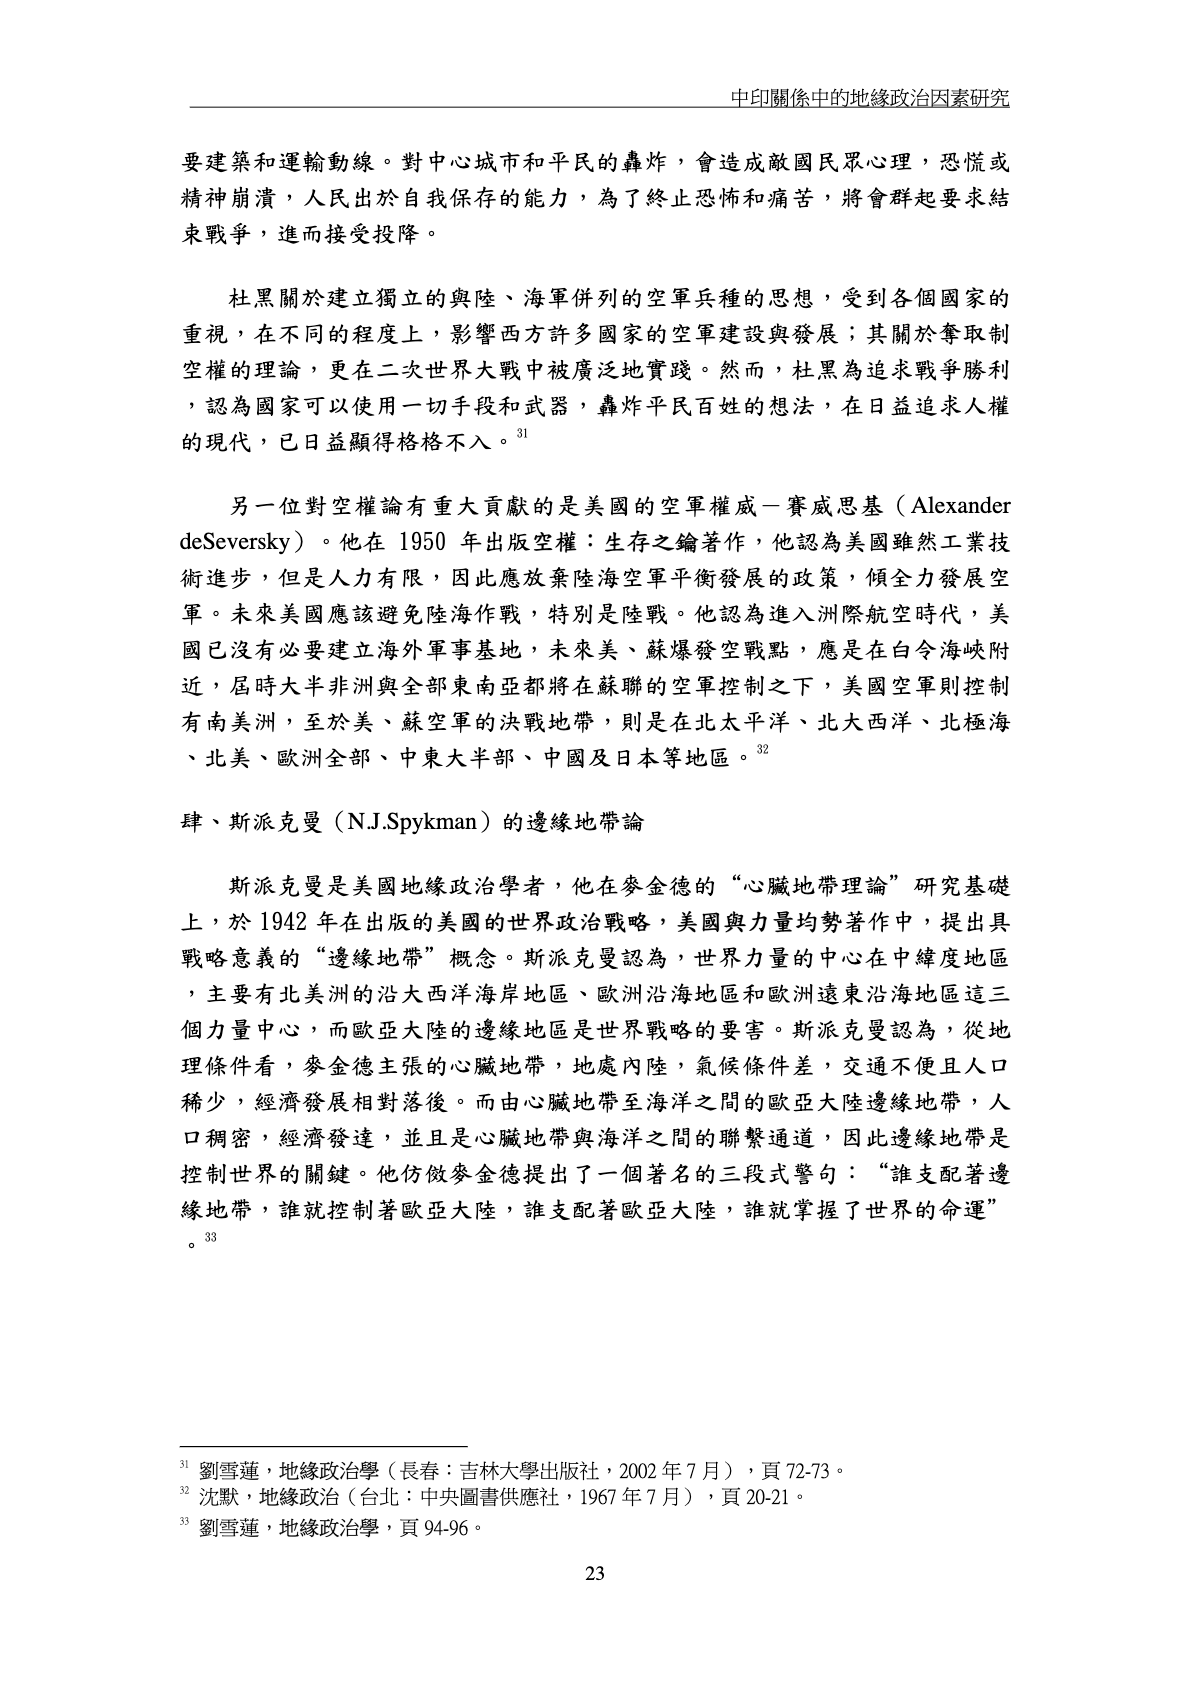 中印關係中的地緣政治因素研究
要建築和運輸動線。對中心城市和平民的轟炸，會造成敵國民眾心理，恐慌或
精神崩潰，人民出於自我保存的能力，為了終止恐怖和痛苦，將會群起要求結
束戰爭，進而接受投降。
杜黑關於建立獨立的與陸、海軍併列的空軍兵種的思想，受到各個國家的
重視，在不同的程度上，影響西方許多國家的空軍建設與發展；其關於奪取制
空權的理論，更在二次世界大戰中被廣泛地實踐。然而，杜黑為追求戰爭勝利
，認為國家可以使用一切手段和武器，轟炸平民百姓的想法，在日益追求人權
的現代，已日益顯得格格不入。31
另一位對空權論有重大貢獻的是美國的空軍權威－賽威思基（Alexander
deSeversky）。他在 1950 年出版空權：生存之鑰著作，他認為美國雖然工業技
術進步，但是人力有限，因此應放棄陸海空軍平衡發展的政策，傾全力發展空
軍。未來美國應該避免陸海作戰，特別是陸戰。他認為進入洲際航空時代，美
國已沒有必要建立海外軍事基地，未來美、蘇爆發空戰點，應是在白令海峽附
近，屆時大半非洲與全部東南亞都將在蘇聯的空軍控制之下，美國空軍則控制
有南美洲，至於美、蘇空軍的決戰地帶，則是在北太平洋、北大西洋、北極海
、北美、歐洲全部、中東大半部、中國及日本等地區。32
肆、斯派克曼（N.J.Spykman）的邊緣地帶論
斯派克曼是美國地緣政治學者，他在麥金德的“心臟地帶理論”研究基礎
上，於 1942 年在出版的美國的世界政治戰略，美國與力量均勢著作中，提出具
戰略意義的“邊緣地帶”概念。斯派克曼認為，世界力量的中心在中緯度地區
，主要有北美洲的沿大西洋海岸地區、歐洲沿海地區和歐洲遠東沿海地區這三
個力量中心，而歐亞大陸的邊緣地區是世界戰略的要害。斯派克曼認為，從地
理條件看，麥金德主張的心臟地帶，地處內陸，氣候條件差，交通不便且人口
稀少，經濟發展相對落後。而由心臟地帶至海洋之間的歐亞大陸邊緣地帶，人
口稠密，經濟發達，並且是心臟地帶與海洋之間的聯繫通道，因此邊緣地帶是
控制世界的關鍵。他仿傚麥金德提出了一個著名的三段式警句：“誰支配著邊
緣地帶，誰就控制著歐亞大陸，誰支配著歐亞大陸，誰就掌握了世界的命運”
。33
31 劉雪蓮，地緣政治學（長春：吉林大學出版社，2002 年 7 月），頁 72-73。
32 沈默，地緣政治（台北：中央圖書供應社，1967 年 7 月），頁 20-21。
33 劉雪蓮，地緣政治學，頁 94-96。
23